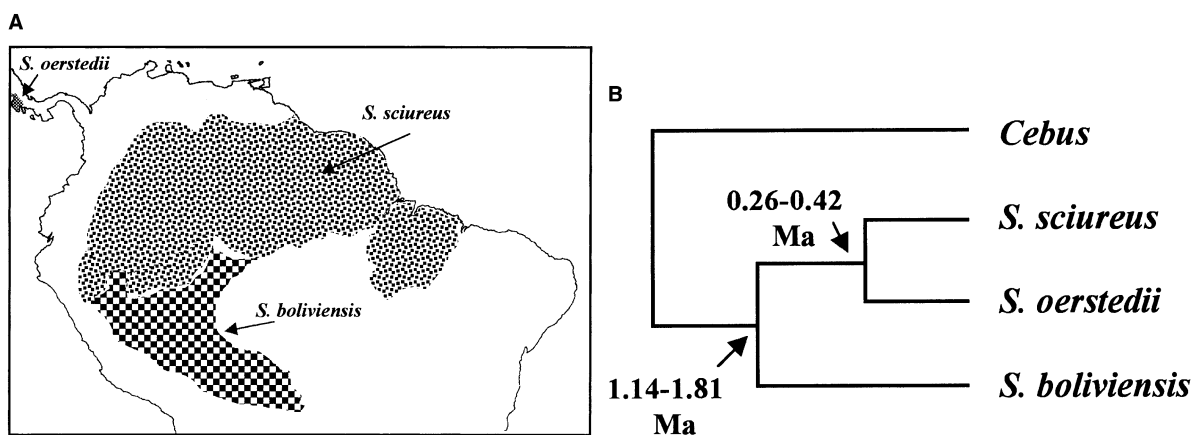 A
S. oerstedii
S. sciureus
S. boliviensis
B
Cebus
0.26-0.42
Ma
S. sciureus
S. oerstedii
1.14-1.81
Ma
S. boliviensis